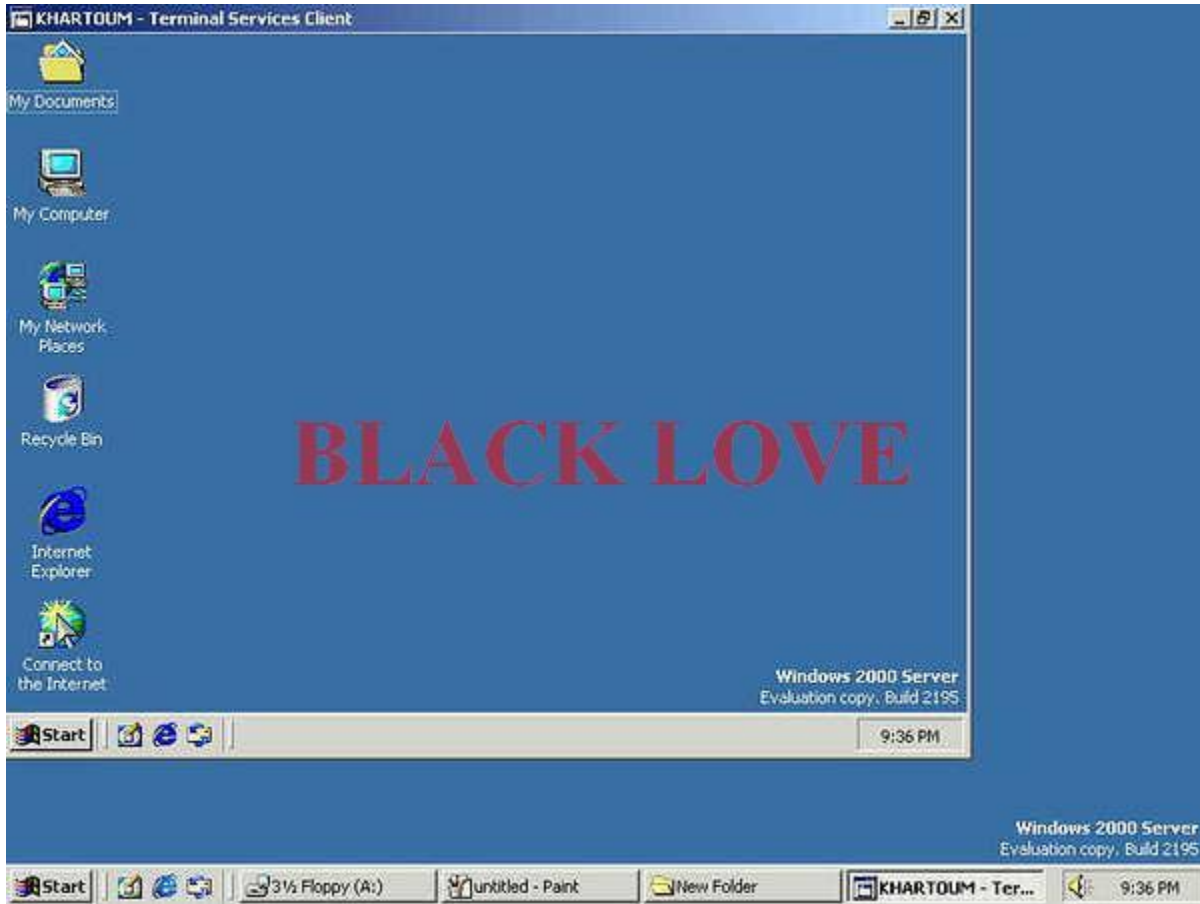 KHARTOUM - Terminal Services Client
My Documents
My Computer
My Network
Places
Recycle Bin
BLACK LOVE
Internet
Explorer
Connect to
the Internet
Windows 2000 Server
Evaluation copy. Build 2195
Start
9:36 PM
Windows 2000 Server
Evaluation copy. Build 2195
Start
3½ Floppy (A:)
untitled - Paint
New Folder
KHARTOUM - Ter...
9:36 PM